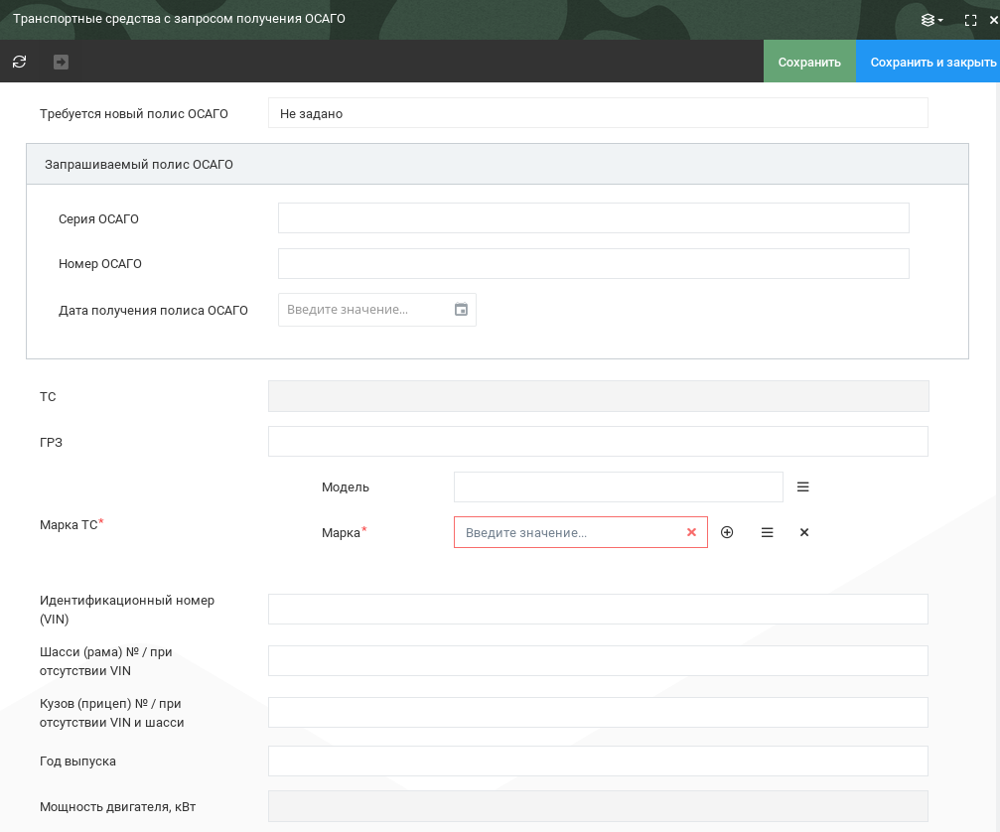 Транспортные средства с запросом получения ОСАГО
Сохранить
Сохранить и закрыть
Требуется новый полис ОСАГО
Не задано
Запрашиваемый полис ОСАГО
Серия ОСАГО
Номер ОСАГО
Дата получения полиса ОСАГО
Введите значение...
ТС
ГРЗ
Модель
Марка ТС*
Марка*
Введите значение...
Идентификационный номер
(VIN)
Шасси (рама) № / при
отсутствии VIN
Кузов (прицеп) № / при
отсутствии VIN и шасси
Год выпуска
Мощность двигателя, кВт